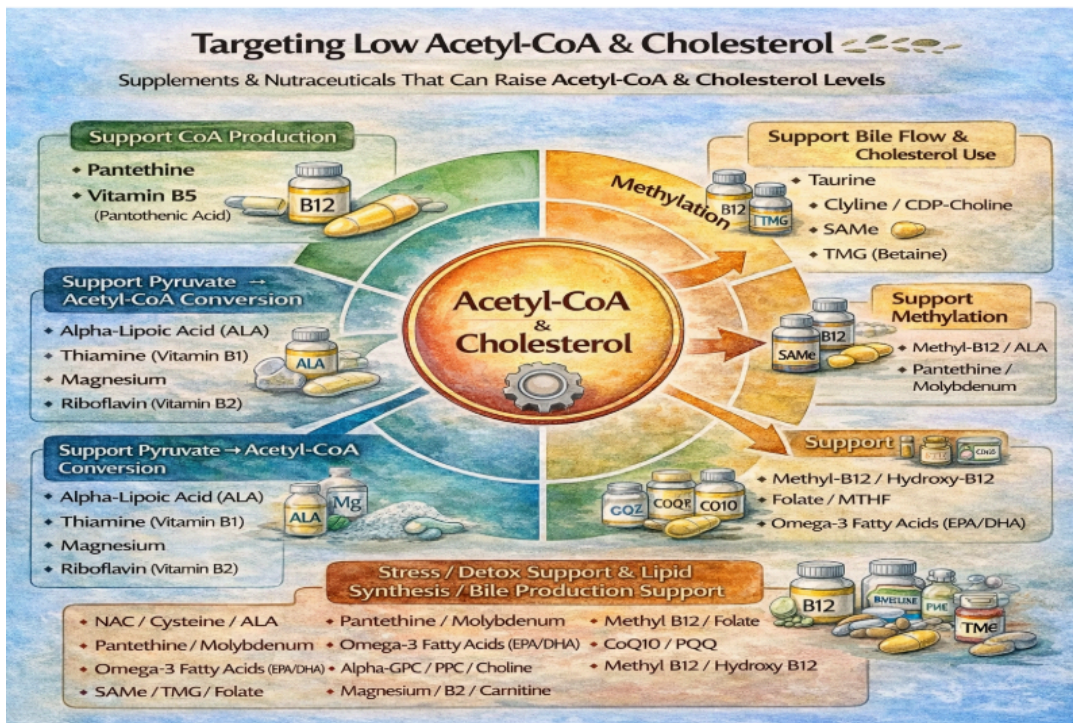 Targeting Low Acetyl-CoA & Cholesterol
Supplements & Nutraceuticals That Can Raise Acetyl-CoA & Cholesterol Levels
Support CoA Production
Pantethine
Vitamin B5
(Pantothenic Acid)
B12
Support Pyruvate →
Acetyl-CoA Conversion
Alpha-Lipoic Acid (ALA)
Thiamine (Vitamin B1)
Magnesium
Riboflavin (Vitamin B2)
ALA
Support Pyruvate → Acetyl-CoA
Conversion
Alpha-Lipoic Acid (ALA)
Thiamine (Vitamin B1)
Magnesium
Riboflavin (Vitamin B2)
ALA
Mg
Acetyl-CoA
&
Cholesterol
Methylation
B12
TMG
Support Bile Flow &
Cholesterol Use
Taurine
Clyline / CDP-Choline
SAMe
TMG (Betaine)
SAMe
B12
Support
Methylation
Methyl-B12 / ALA
Pantethine /
Molybdenum
Support
Methyl-B12 / Hydroxy-B12
Folate / MTHF
Omega-3 Fatty Acids (EPA/DHA)
GQZ
COQP
CO10
Stress / Detox Support & Lipid
Synthesis / Bile Production Support
NAC / Cysteine / ALA
Pantethine / Molybdenum
Omega-3 Fatty Acids (EPA/DHA)
SAMe / TMG / Folate
Pantethine / Molybdenum
Omega-3 Fatty Acids (EPA/DHA)
Alpha-GPC / PPC / Choline
Magnesium / B2 / Carnitine
Methyl B12 / Folate
CoQ10 / PQQ
Methyl B12 / Hydroxy B12
B12
TMe